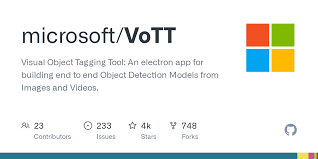 microsoft/VoTT
Visual Object Tagging Tool: An electron app for
building end to end Object Detection Models from
Images and Videos.
23
Contributors
233
Issues
4k
Stars
748
Forks